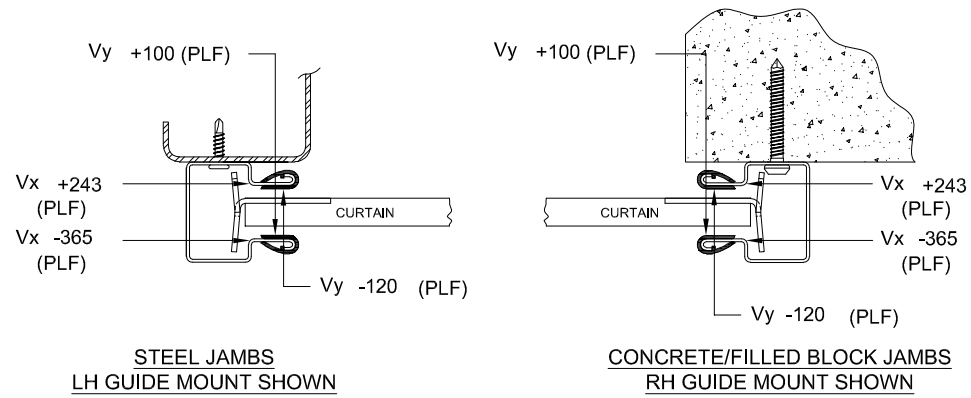 Vy +100 (PLF)
Vx +243
(PLF)
Vx -365
(PLF)
CURTAIN
Vy -120 (PLF)
STEEL JAMBS
LH GUIDE MOUNT SHOWN
Vy +100 (PLF)
CURTAIN
Vx +243
(PLF)
Vx -365
(PLF)
Vy -120 (PLF)
CONCRETE/FILLED BLOCK JAMBS
RH GUIDE MOUNT SHOWN